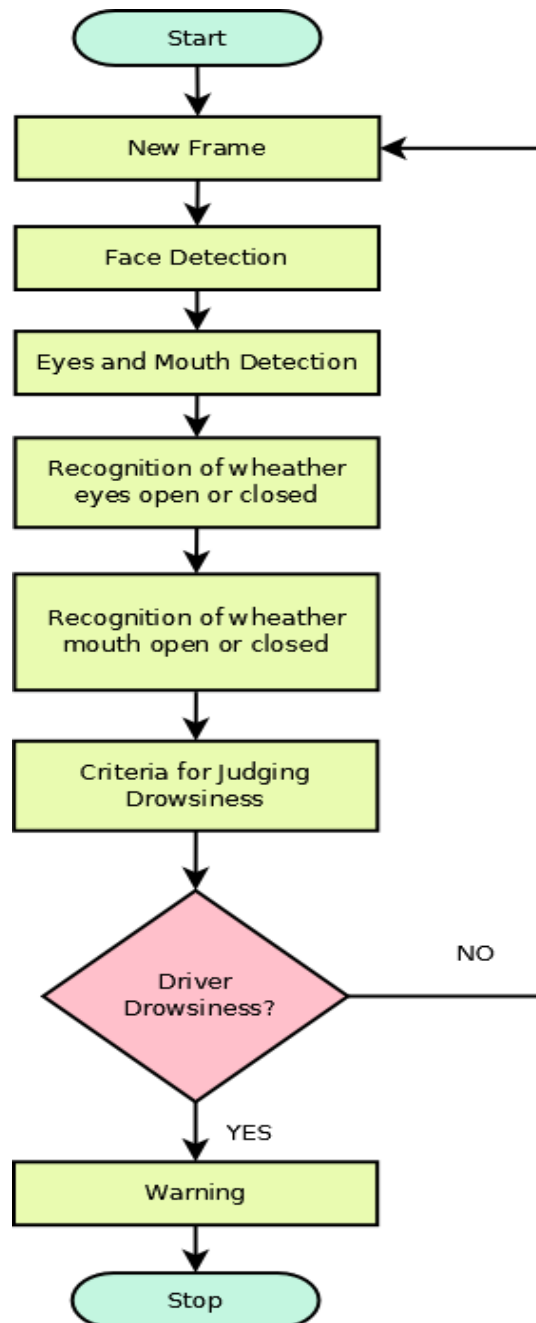 Start
New Frame
Face Detection
Eyes and Mouth Detection
Recognition of wheather
eyes open or closed
Recognition of wheather
mouth open or closed
Criteria for Judging
Drowsiness
Driver
Drowsiness?
NO
YES
Warning
Stop